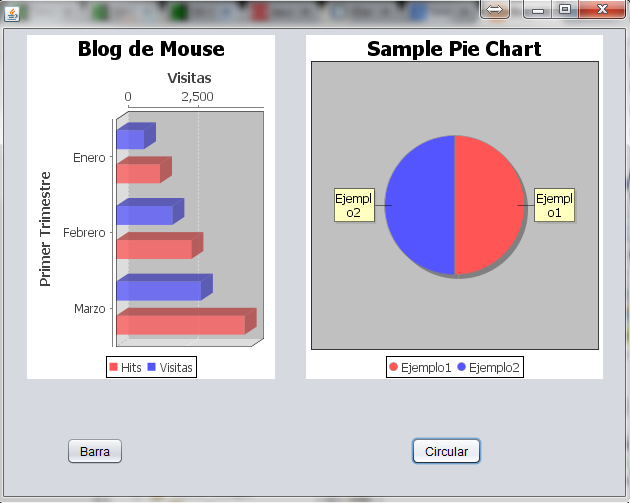 Blog de Mouse
Visitas
0 2,500
Primer Trimestre
Enero
Febrero
Marzo
Hits Visitas
Sample Pie Chart
Ejempl
o2
Ejempl
o1
Ejemplo1 Ejemplo2
Barra
Circular